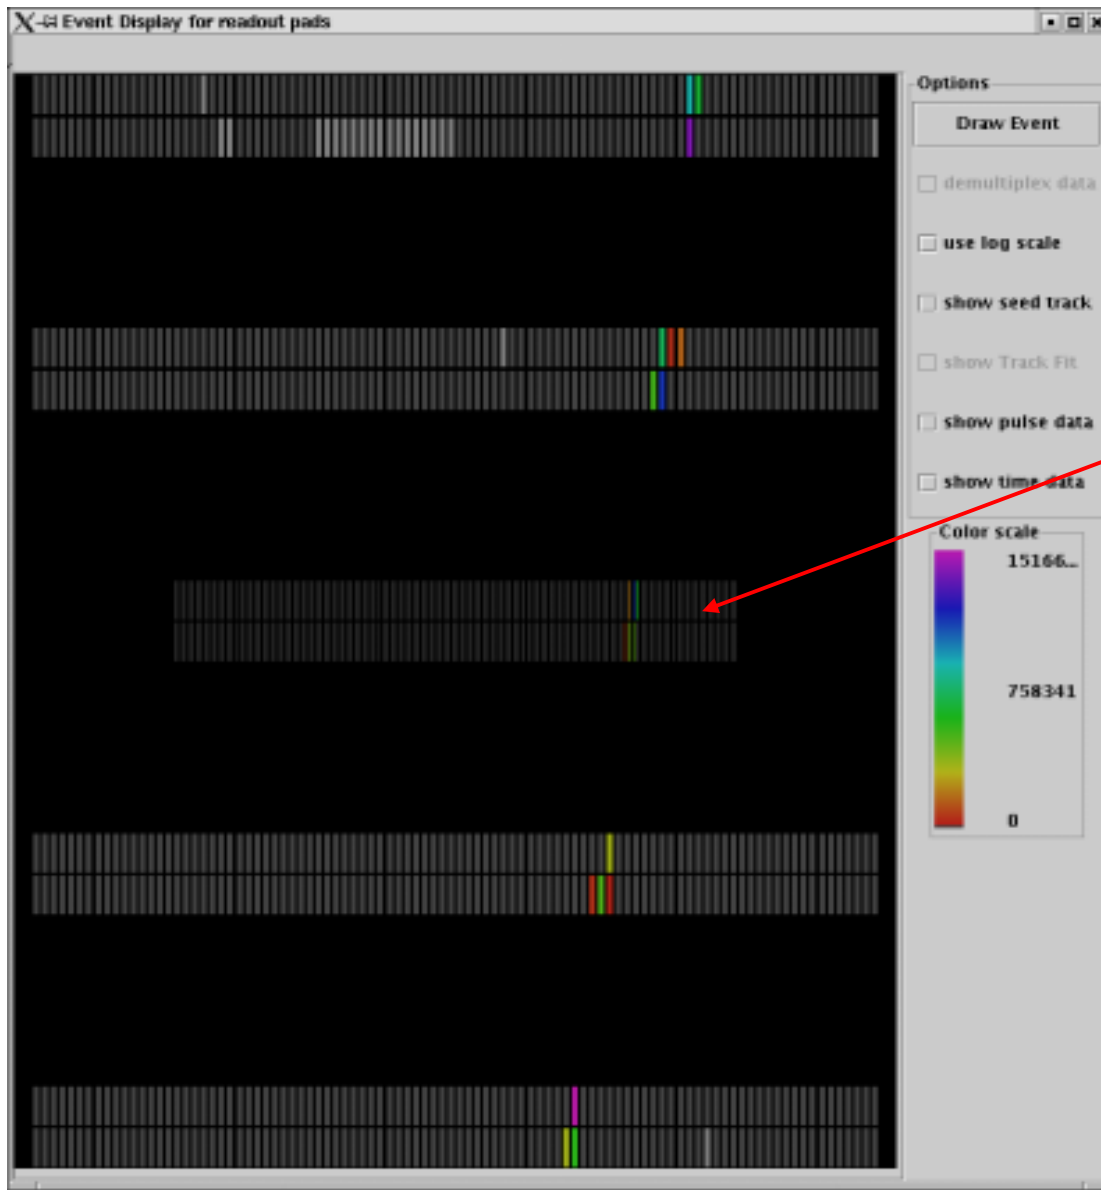 Event Display for readout pads
Options
Draw Event
demultiplex data
use log scale
show seed track
show Track Fit
show pulse data
show time data
Color scale
15166...
758341
0